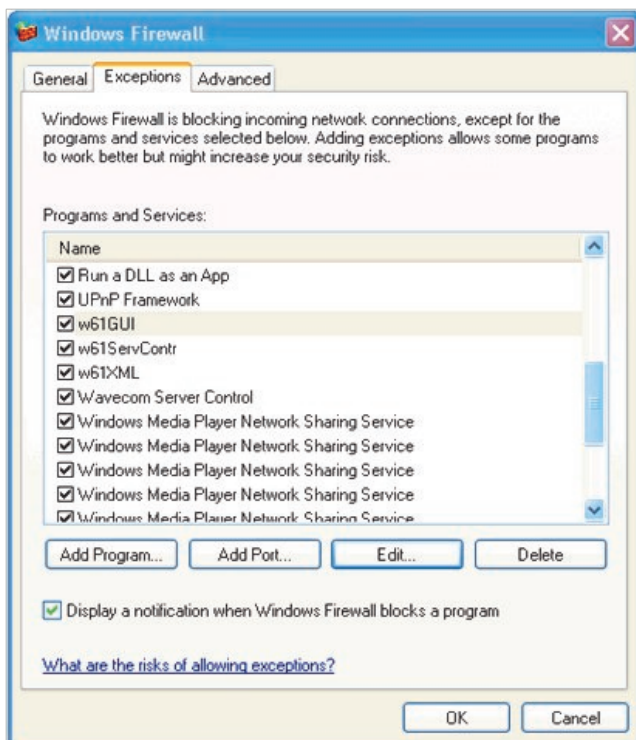 Windows Firewall
General Exceptions Advanced
Windows Firewall is blocking incoming network connections, except for the
programs and services selected below. Adding exceptions allows some programs
to work better but might increase your security risk.
Programs and Services:
Name
Run a DLL as an App
UPnP Framework
w61GUI
w61ServContr
w61XML
Wavecom Server Control
Windows Media Player Network Sharing Service
Windows Media Player Network Sharing Service
Windows Media Player Network Sharing Service
Windows Media Player Network Sharing Service
Windows Media Player Network Sharing Service
Add Program... Add Port... Edit... Delete
Display a notification when Windows Firewall blocks a program
What are the risks of allowing exceptions?
OK Cancel